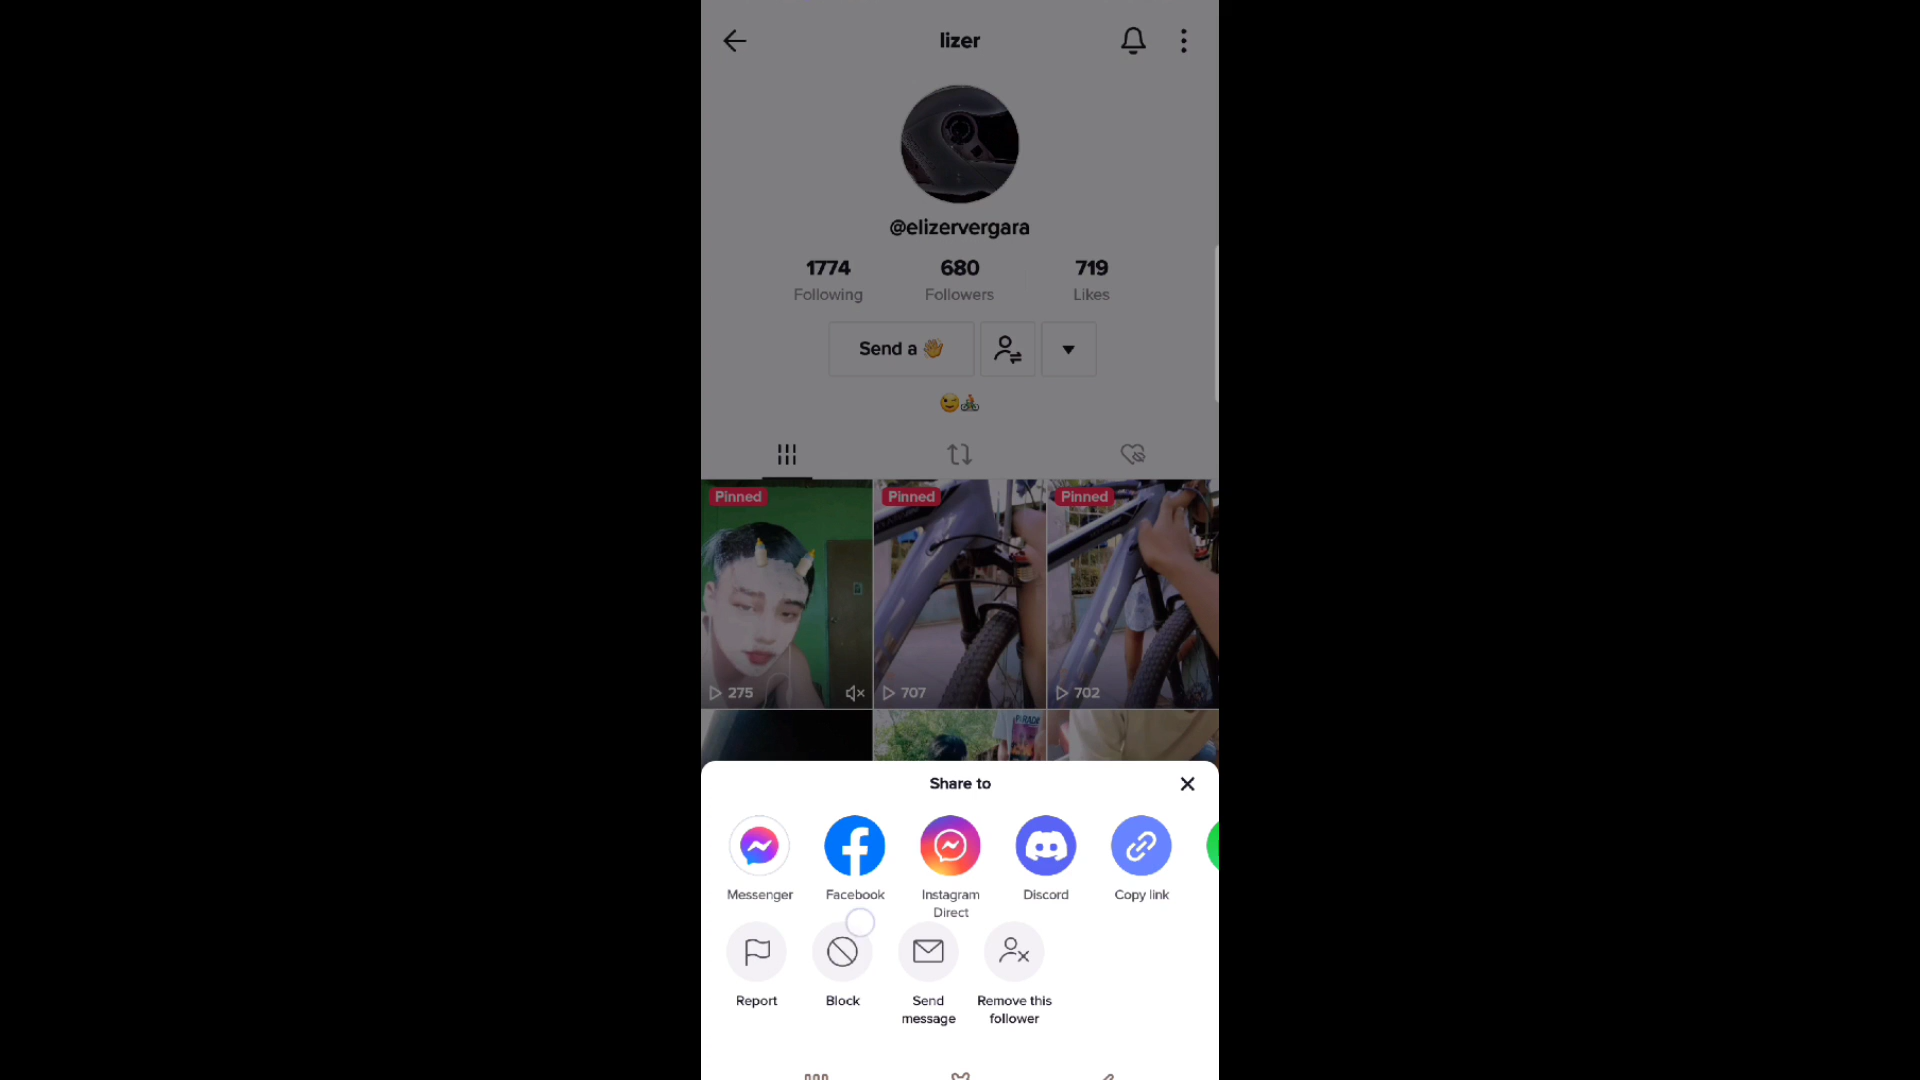 lizer
@elizervergara
1774 680 719
Following Followers Likes
Send a 👋
😉🚴
Pinned Pinned Pinned
275 707 702
PARADI
Share to
Messenger Facebook Instagram Direct Discord Copy link
Report Block Send message Remove this follower